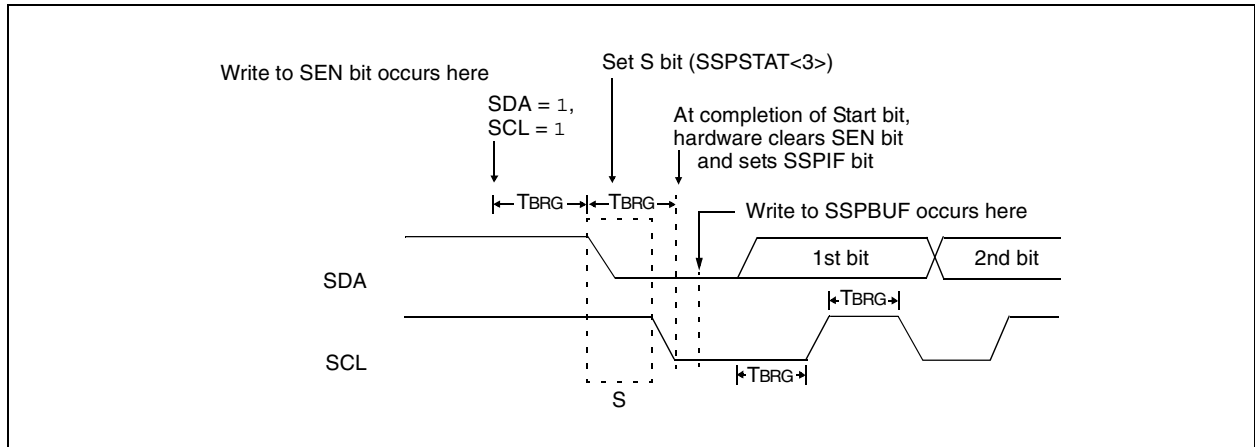 Set S bit (SSPSTAT<3>)
Write to SEN bit occurs here
SDA = 1,
SCL = 1
At completion of Start bit,
hardware clears SEN bit
and sets SSPIF bit
TBRG
TBRG
Write to SSPBUF occurs here
SDA
1st bit
2nd bit
TBRG
SCL
TBRG
S